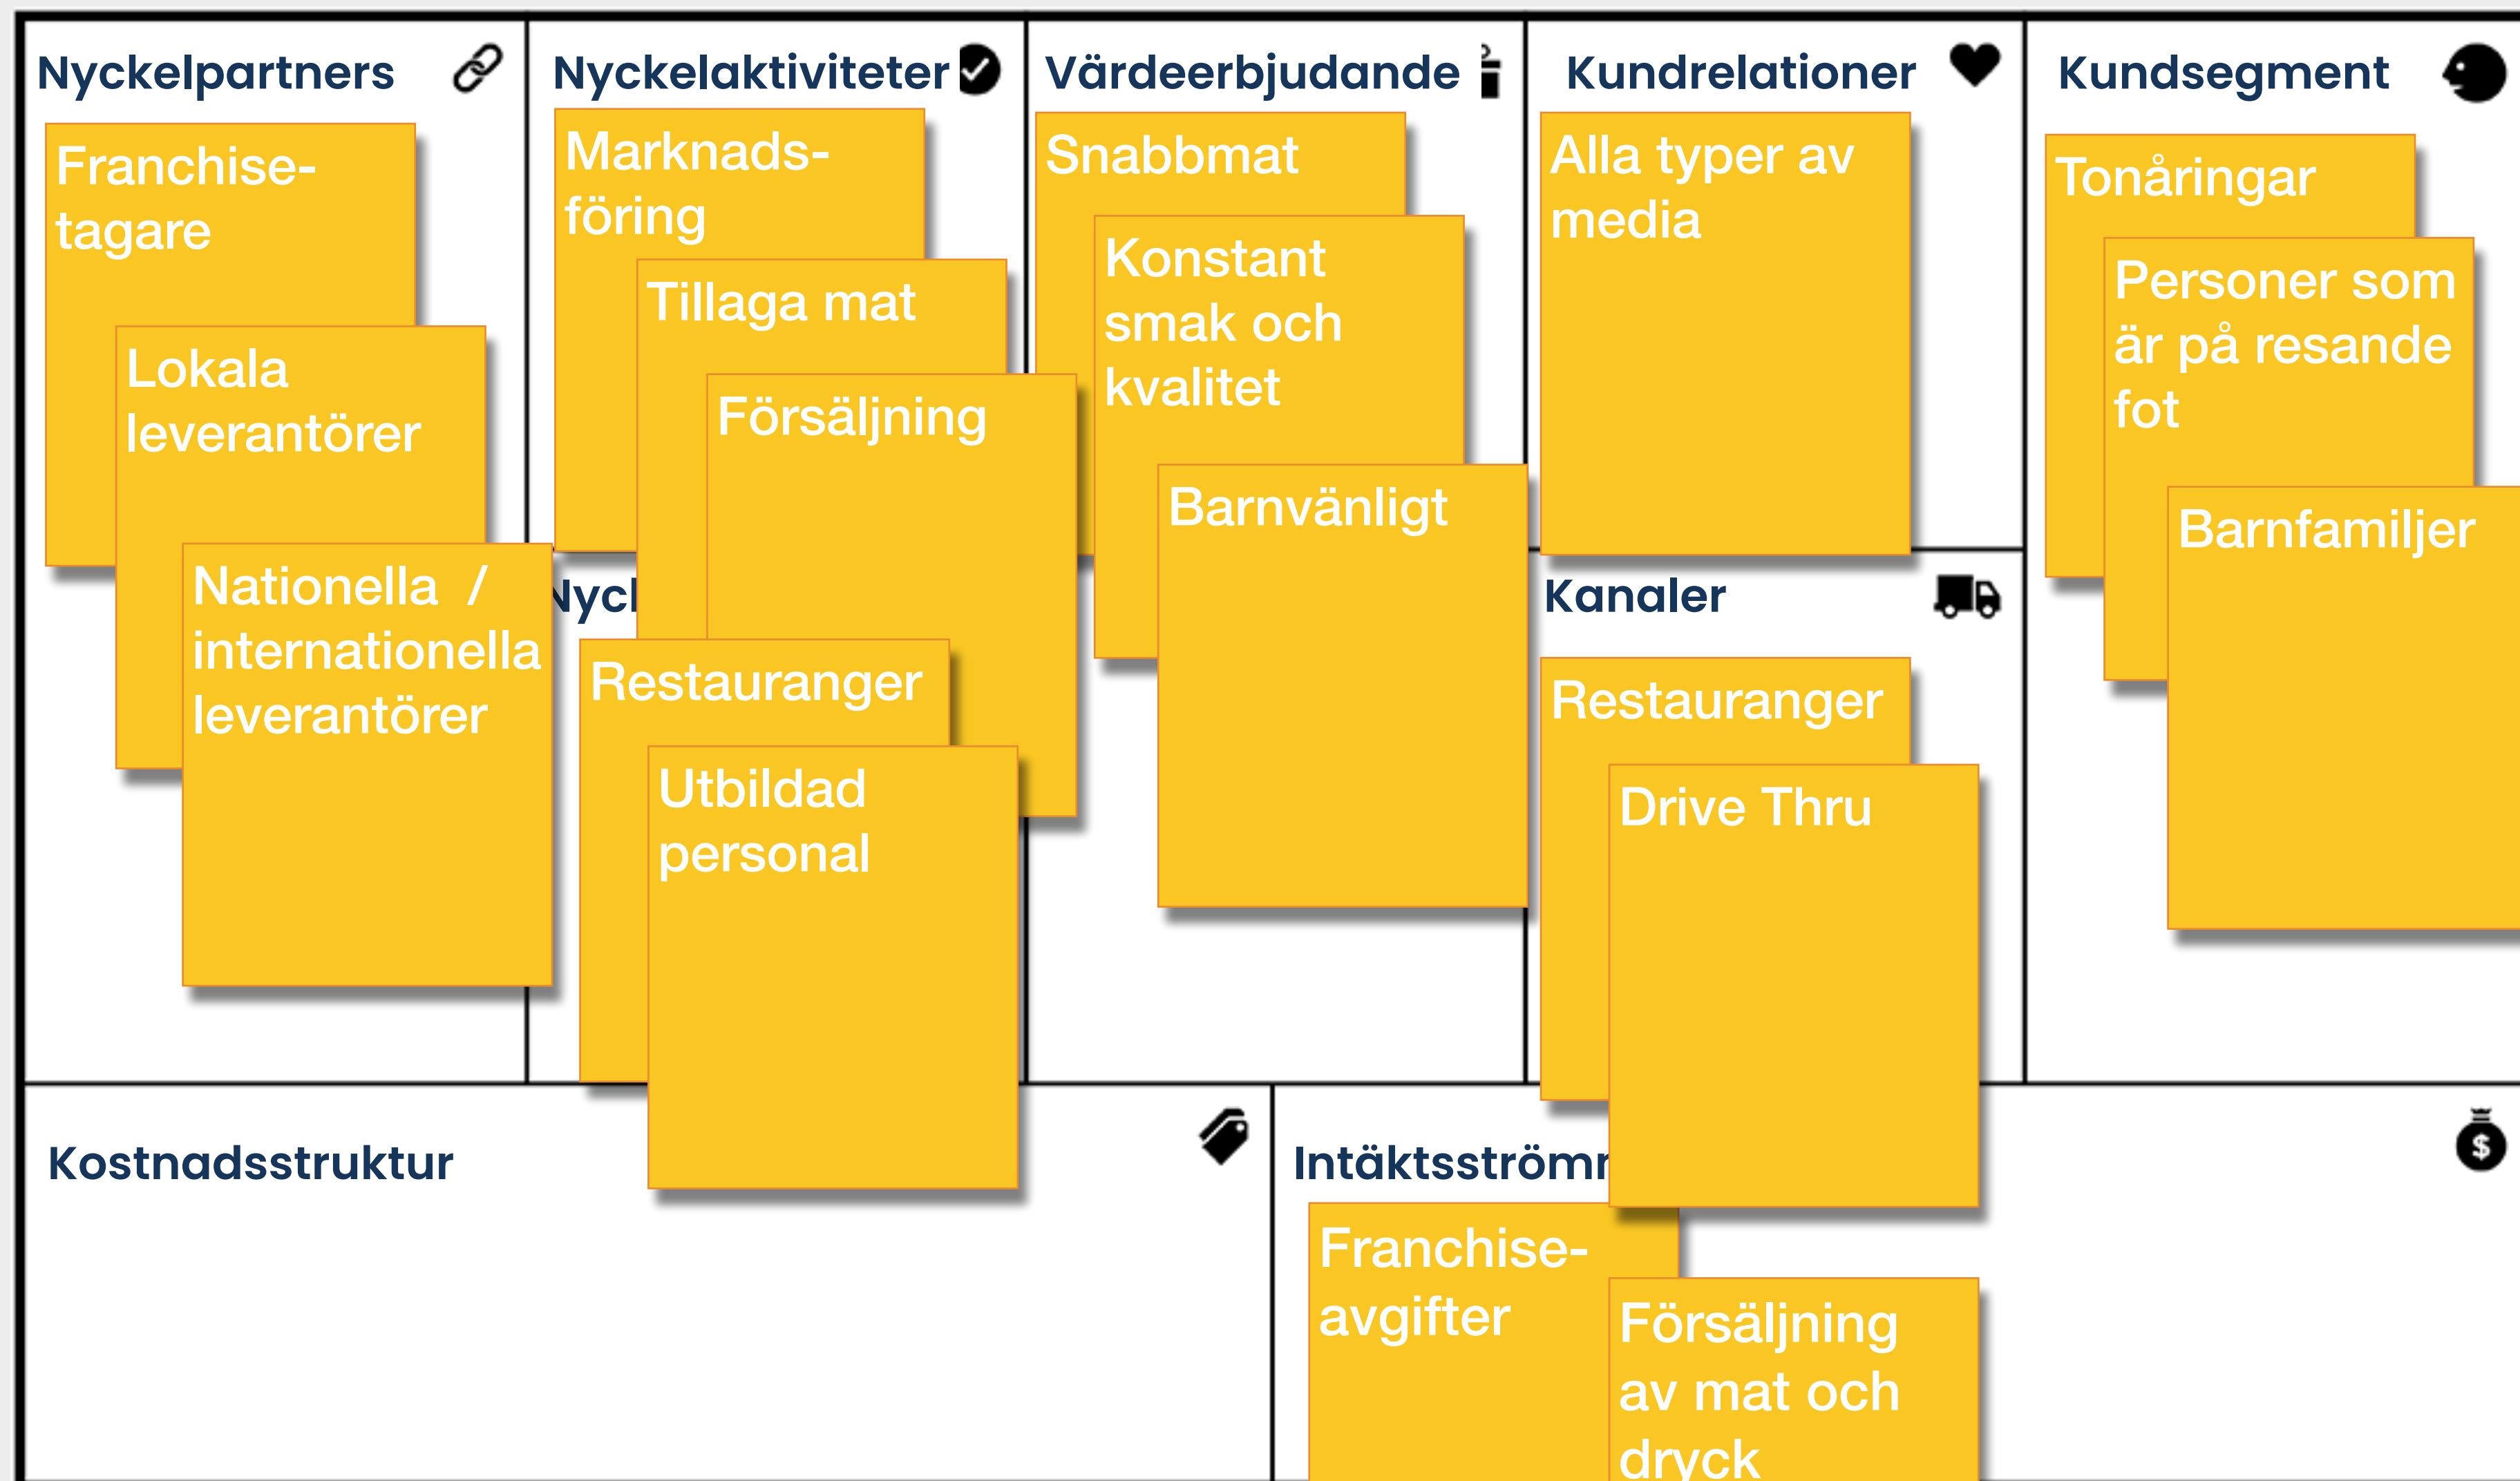 Nyckelpartners
Franchise-
tagare
Lokala
leverantörer
Nationella /
internationella
leverantörer
Nyckelaktiviteter
Marknads-
föring
Tillaga mat
Försäljning
Restauranger
Utbildad
personal
Värdeerbjudande
Snabbmat
Konstant
smak och
kvalitet
Barnvänligt
Kundrelationer
Alla typer av
media
Kanaler
Restauranger
Drive Thru
Kundsegment
Tonåringar
Personer som
är på resande
fot
Barnfamiljer
Kostnadsstruktur
Franchise-
avgifter
Försäljning
av mat och
dryck